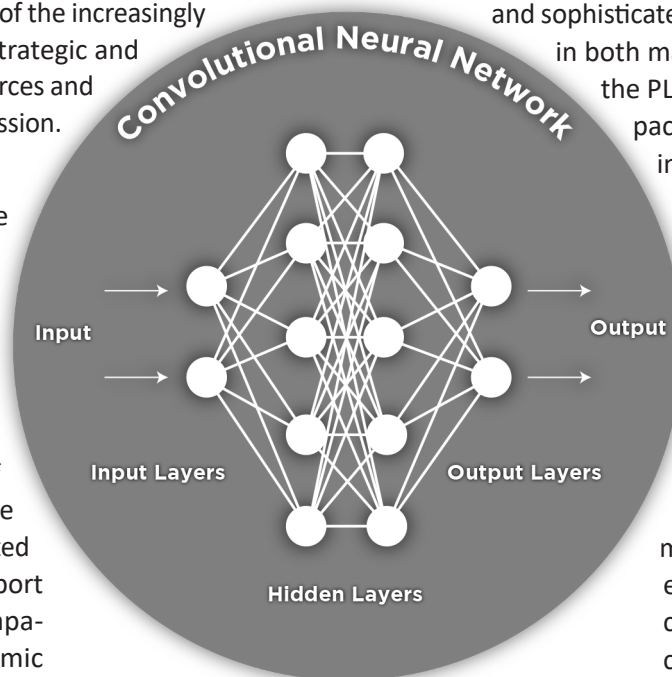 of the increasingly
trategic and
rces and
ssion.
e
e
ted
port
apa-
mic
Convolutional Neural Network
Input
Output
Input Layers
Output Layers
Hidden Layers
and sophisticate
in both m
the PL
pac
in
m
e
c
c